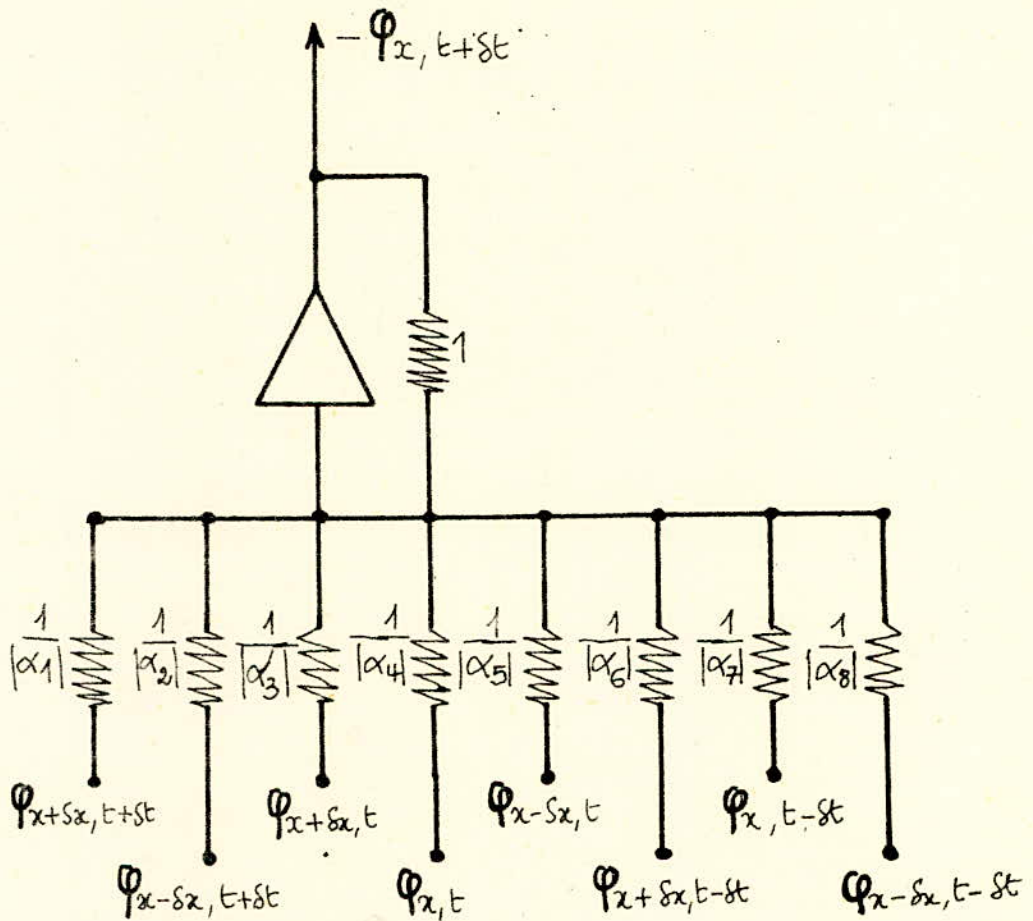 -φx, t+δt
1
1/|α1|
1/|α2|
1/|α3|
1/|α4|
1/|α5|
1/|α6|
1/|α7|
1/|α8|
φx+δx, t+δt
φx+δx, t
φx-δx, t
φx, t-δt
φx-δx, t+δt
φx,t
φx+δx, t-δt
φx-δx, t-δt